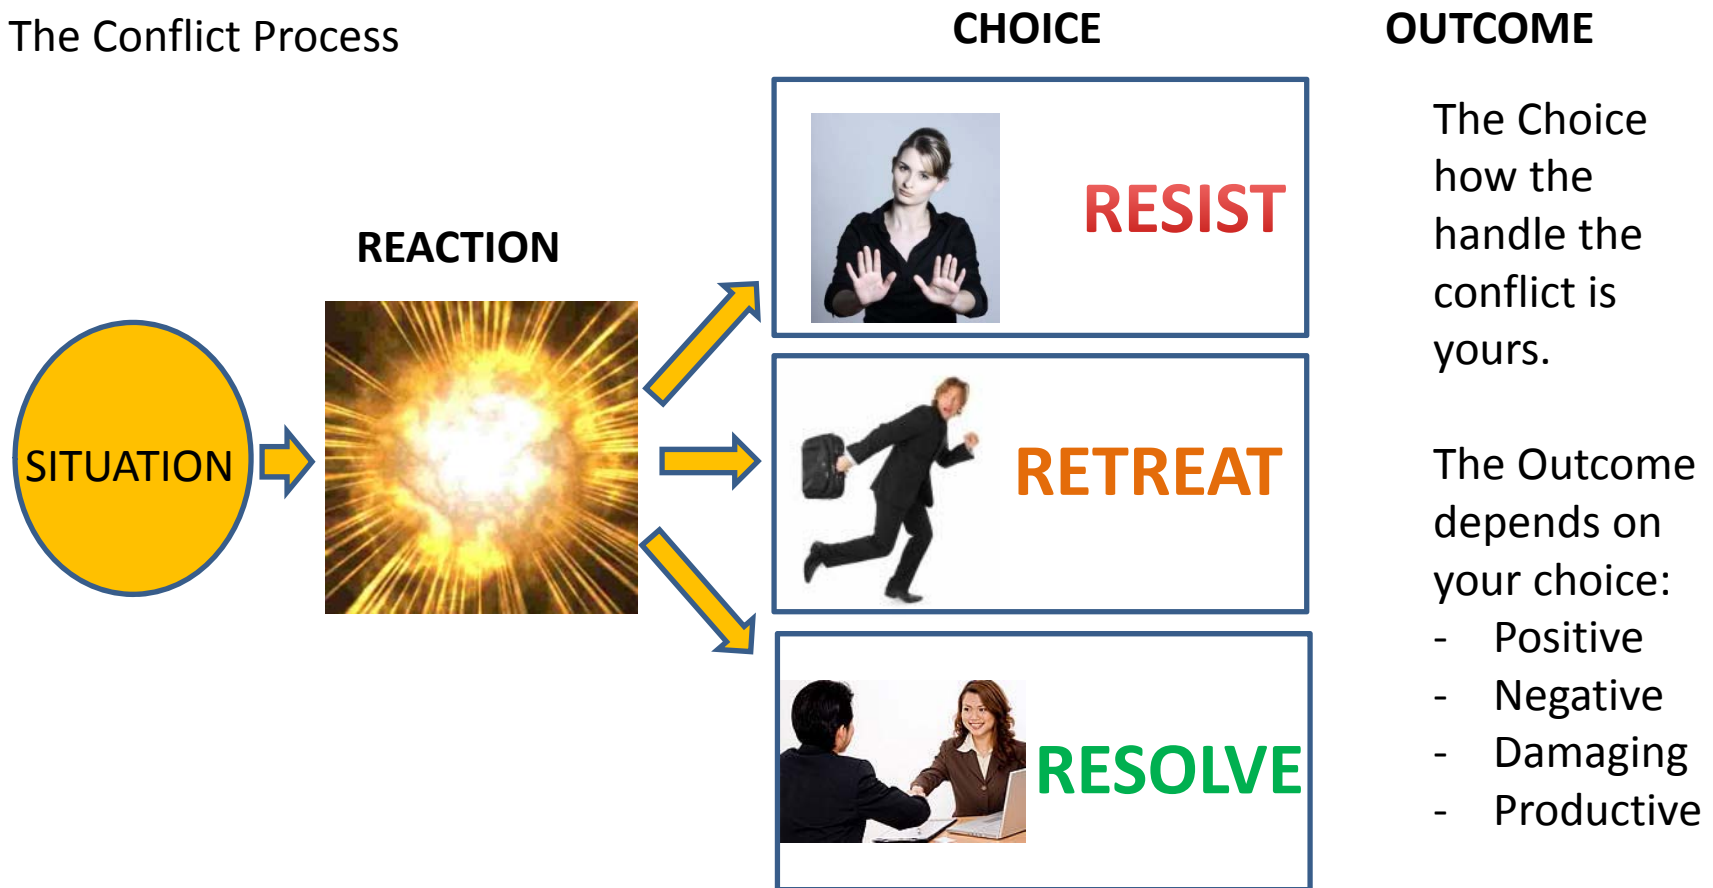 The Conflict Process
CHOICE
OUTCOME
REACTION
SITUATION
RESIST
RETREAT
RESOLVE
The Choice
how the
handle the
conflict is
yours.
The Outcome
depends on
your choice:
- Positive
- Negative
- Damaging
- Productive